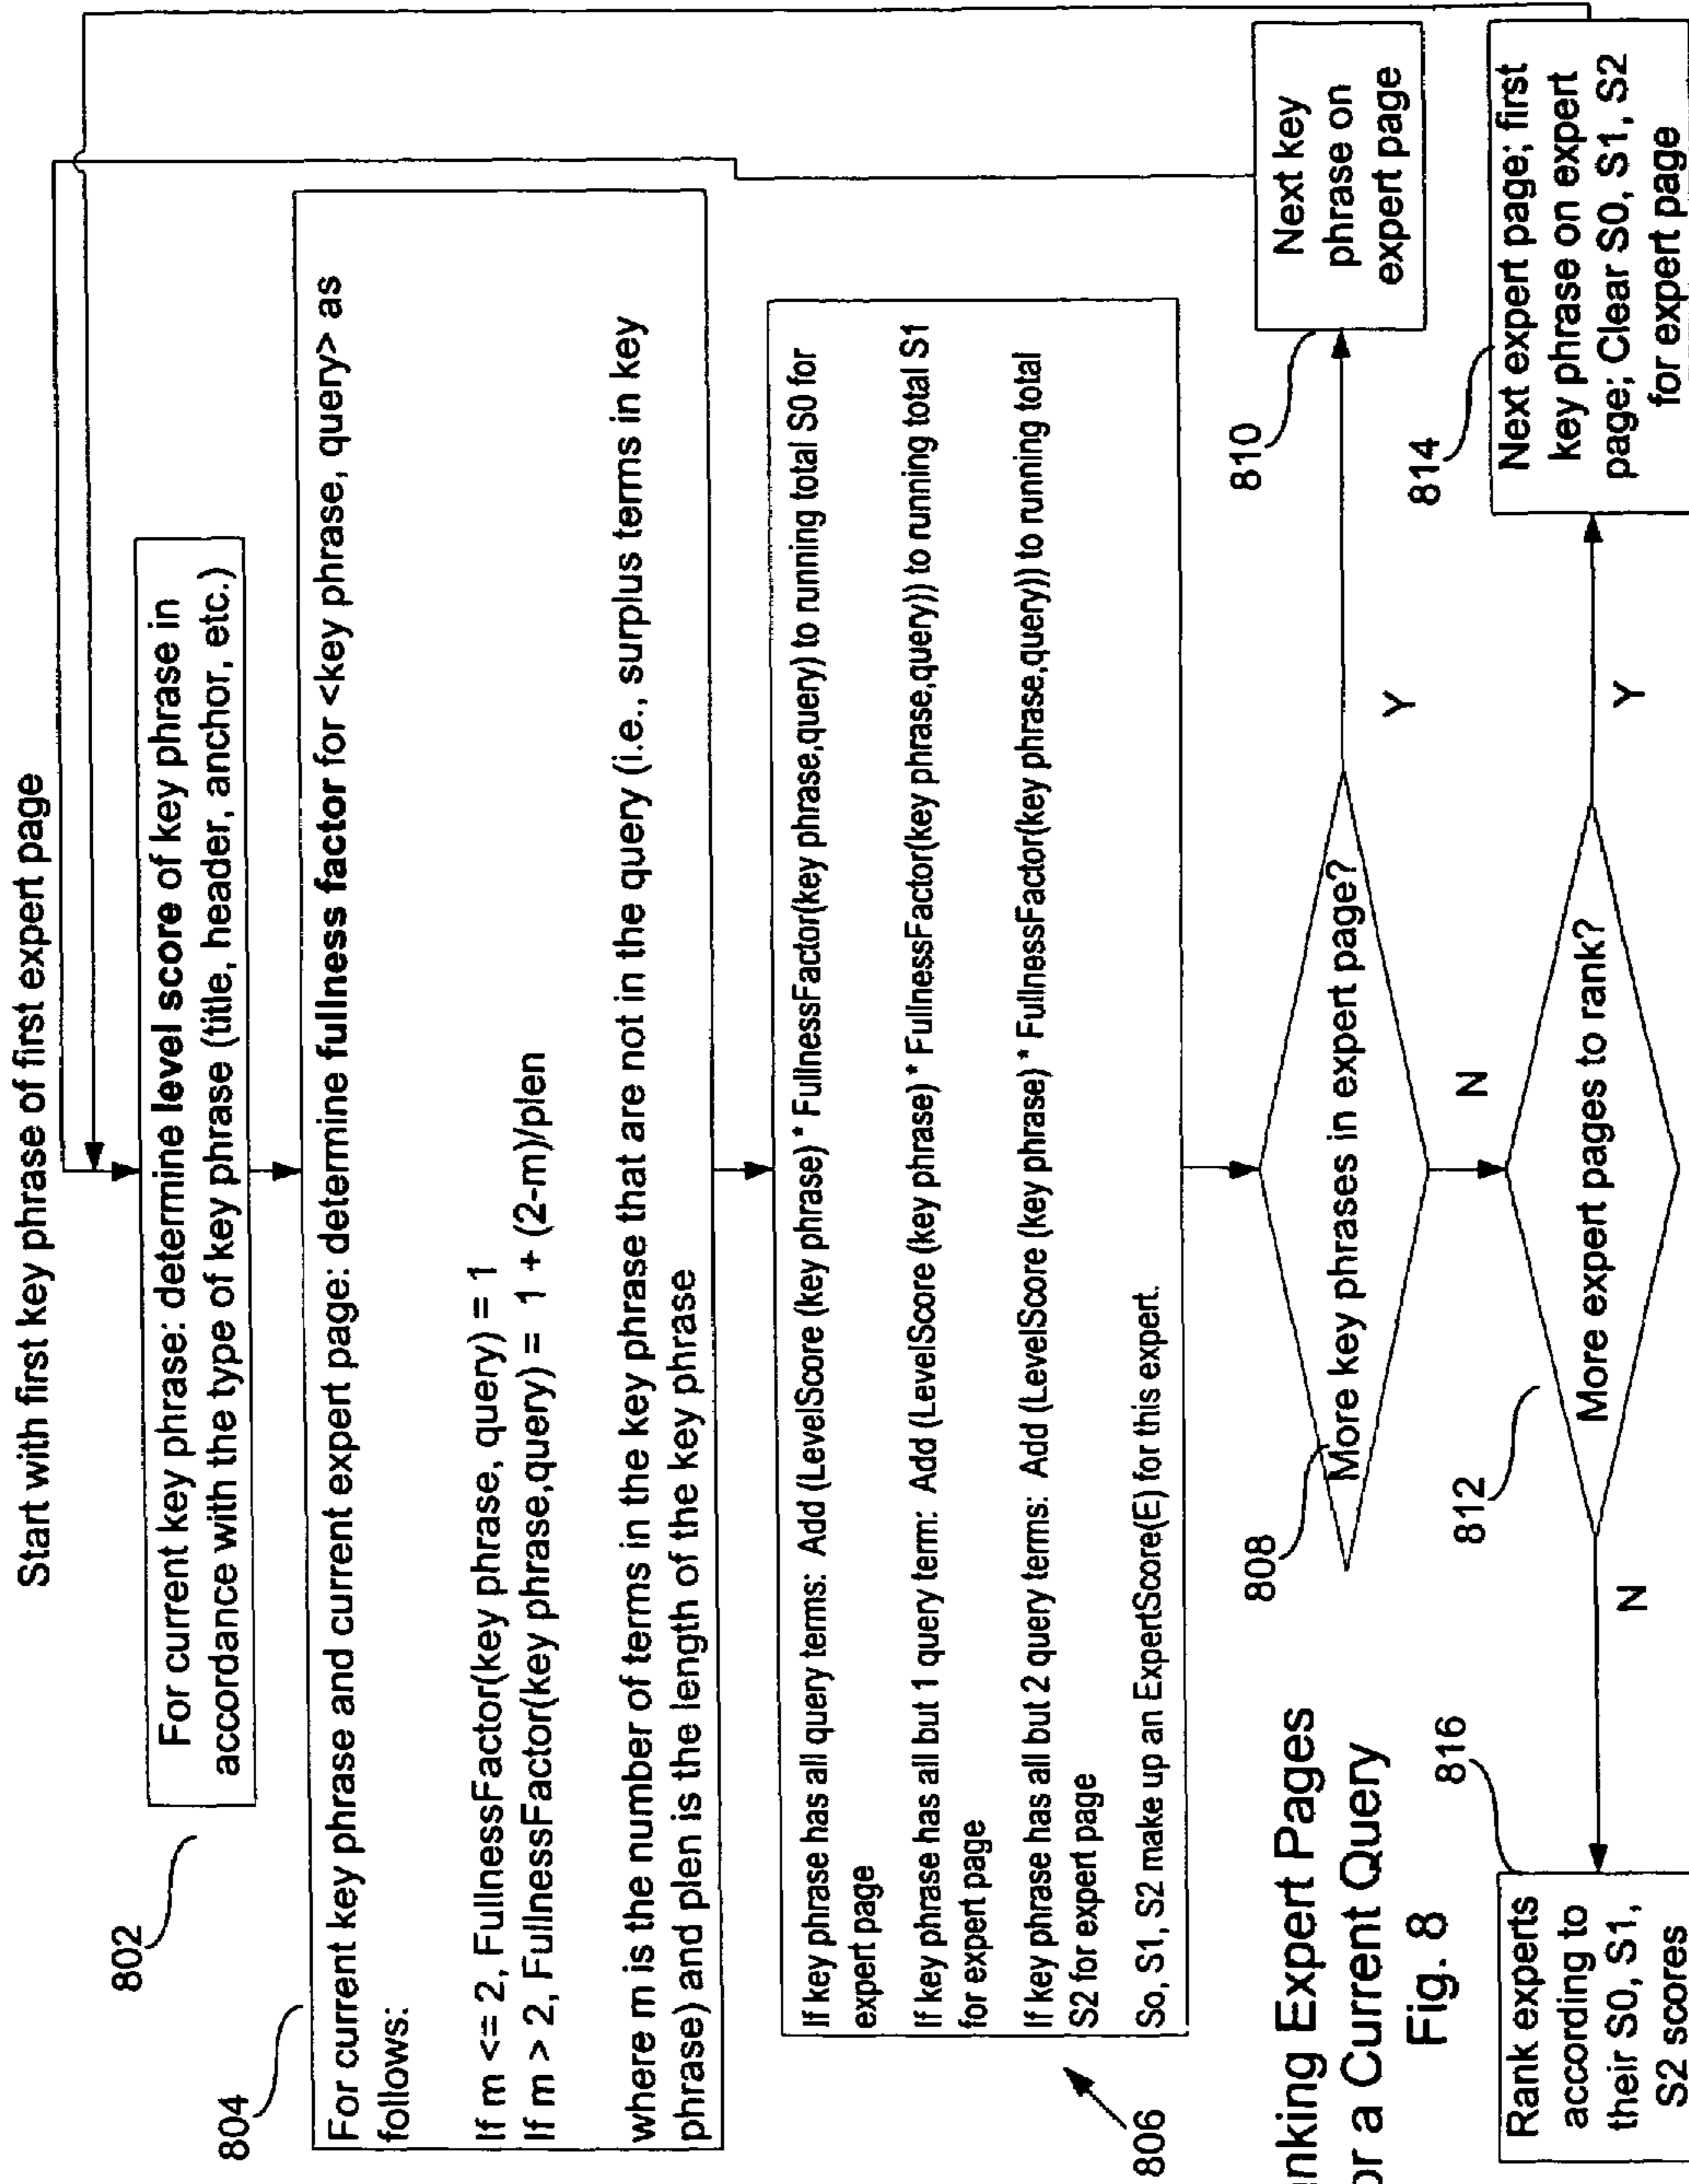 Start with first key phrase of first expert page
802
For current key phrase: determine level score of key phrase in
accordance with the type of key phrase (title, header, anchor, etc.)
804
For current key phrase and current expert page: determine fullness factor for <key phrase, query> as
follows:
If m <= 2, FullnessFactor(key phrase, query) = 1
If m > 2, FullnessFactor(key phrase,query) = 1 + (2-m)/plen
where m is the number of terms in the key phrase that are not in the query (i.e., surplus terms in key
phrase) and plen is the length of the key phrase
806
If key phrase has all query terms: Add (LevelScore (key phrase) * FullnessFactor(key phrase,query) to running total S0 for
expert page
If key phrase has all but 1 query term: Add (LevelScore (key phrase) * FullnessFactor(key phrase,query)) to running total S1
for expert page
If key phrase has all but 2 query terms: Add (LevelScore (key phrase) * FullnessFactor(key phrase,query))) to running total
S2 for expert page
So, S1, S2 make up an ExpertScore(E) for this expert.
808
More key phrases in expert page?
Y
N
810
Next key
phrase on
expert page
812
More expert pages to rank?
Y
N
814
Next expert page; first
key phrase on expert
page; Clear S0, S1, S2
for expert page
816
Rank experts
according to
their S0, S1,
S2 scores
Expert Pages
a Current Query
Fig. 8